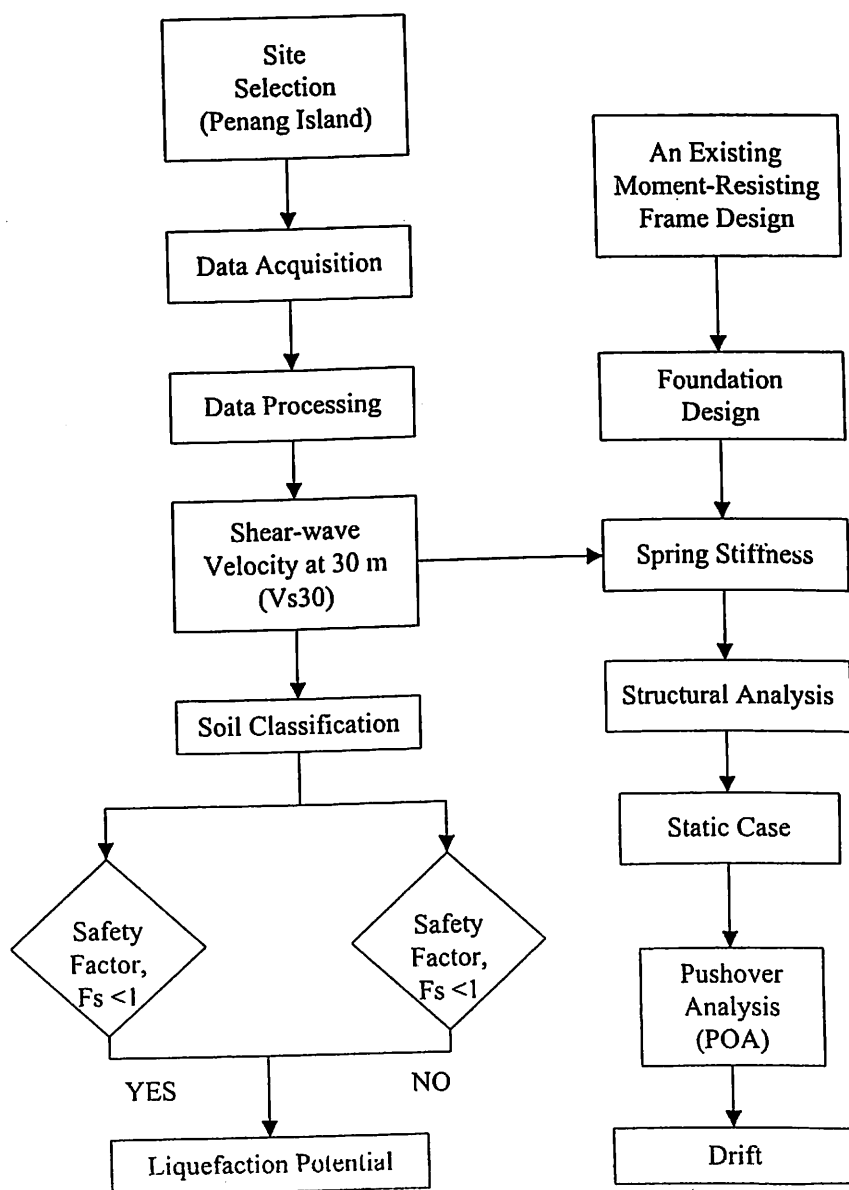 Site
Selection
(Penang Island)
An Existing
Moment-Resisting
Frame Design
Data Acquisition
Data Processing
Foundation
Design
Shear-wave
Velocity at 30 m
(Vs30)
Spring Stiffness
Soil Classification
Structural Analysis
Static Case
Safety
Factor,
Fs <1
Safety
Factor,
Fs <1
Pushover
Analysis
(POA)
YES
NO
Liquefaction Potential
Drift